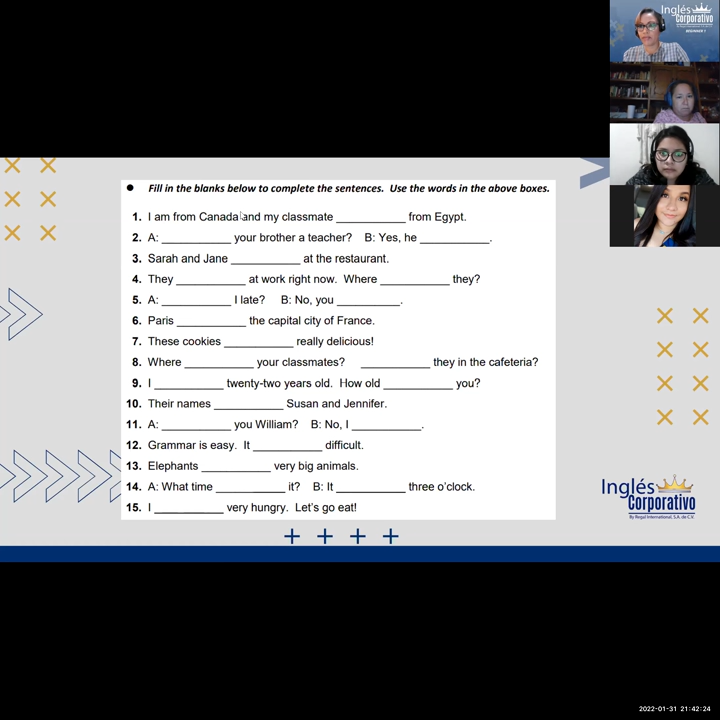 Inglés
Corporativo
BEGINNER 1
● Fill in the blanks below to complete the sentences. Use the words in the above boxes.
1. I am from Canada and my classmate ___________ from Egypt.
2. A: ___________ your brother a teacher? B: Yes, he ___________.
3. Sarah and Jane ___________ at the restaurant.
4. They ___________ at work right now. Where ___________ they?
5. A: ___________ I late? B: No, you __________.
6. Paris ___________ the capital city of France.
7. These cookies ___________ really delicious!
8. Where ___________ your classmates? ___________ they in the cafeteria?
9. I ___________ twenty-two years old. How old ___________ you?
10. Their names ___________ Susan and Jennifer.
11. A: ___________ you William? B: No, I ___________.
12. Grammar is easy. It ___________ difficult.
13. Elephants ___________ very big animals.
14. A: What time ___________ it? B: It ___________ three o'clock.
15. I ___________ very hungry. Let's go eat!
Inglés
Corporativo
By Regal International, S.A. de C.V.
2022-01-31 21:42:24